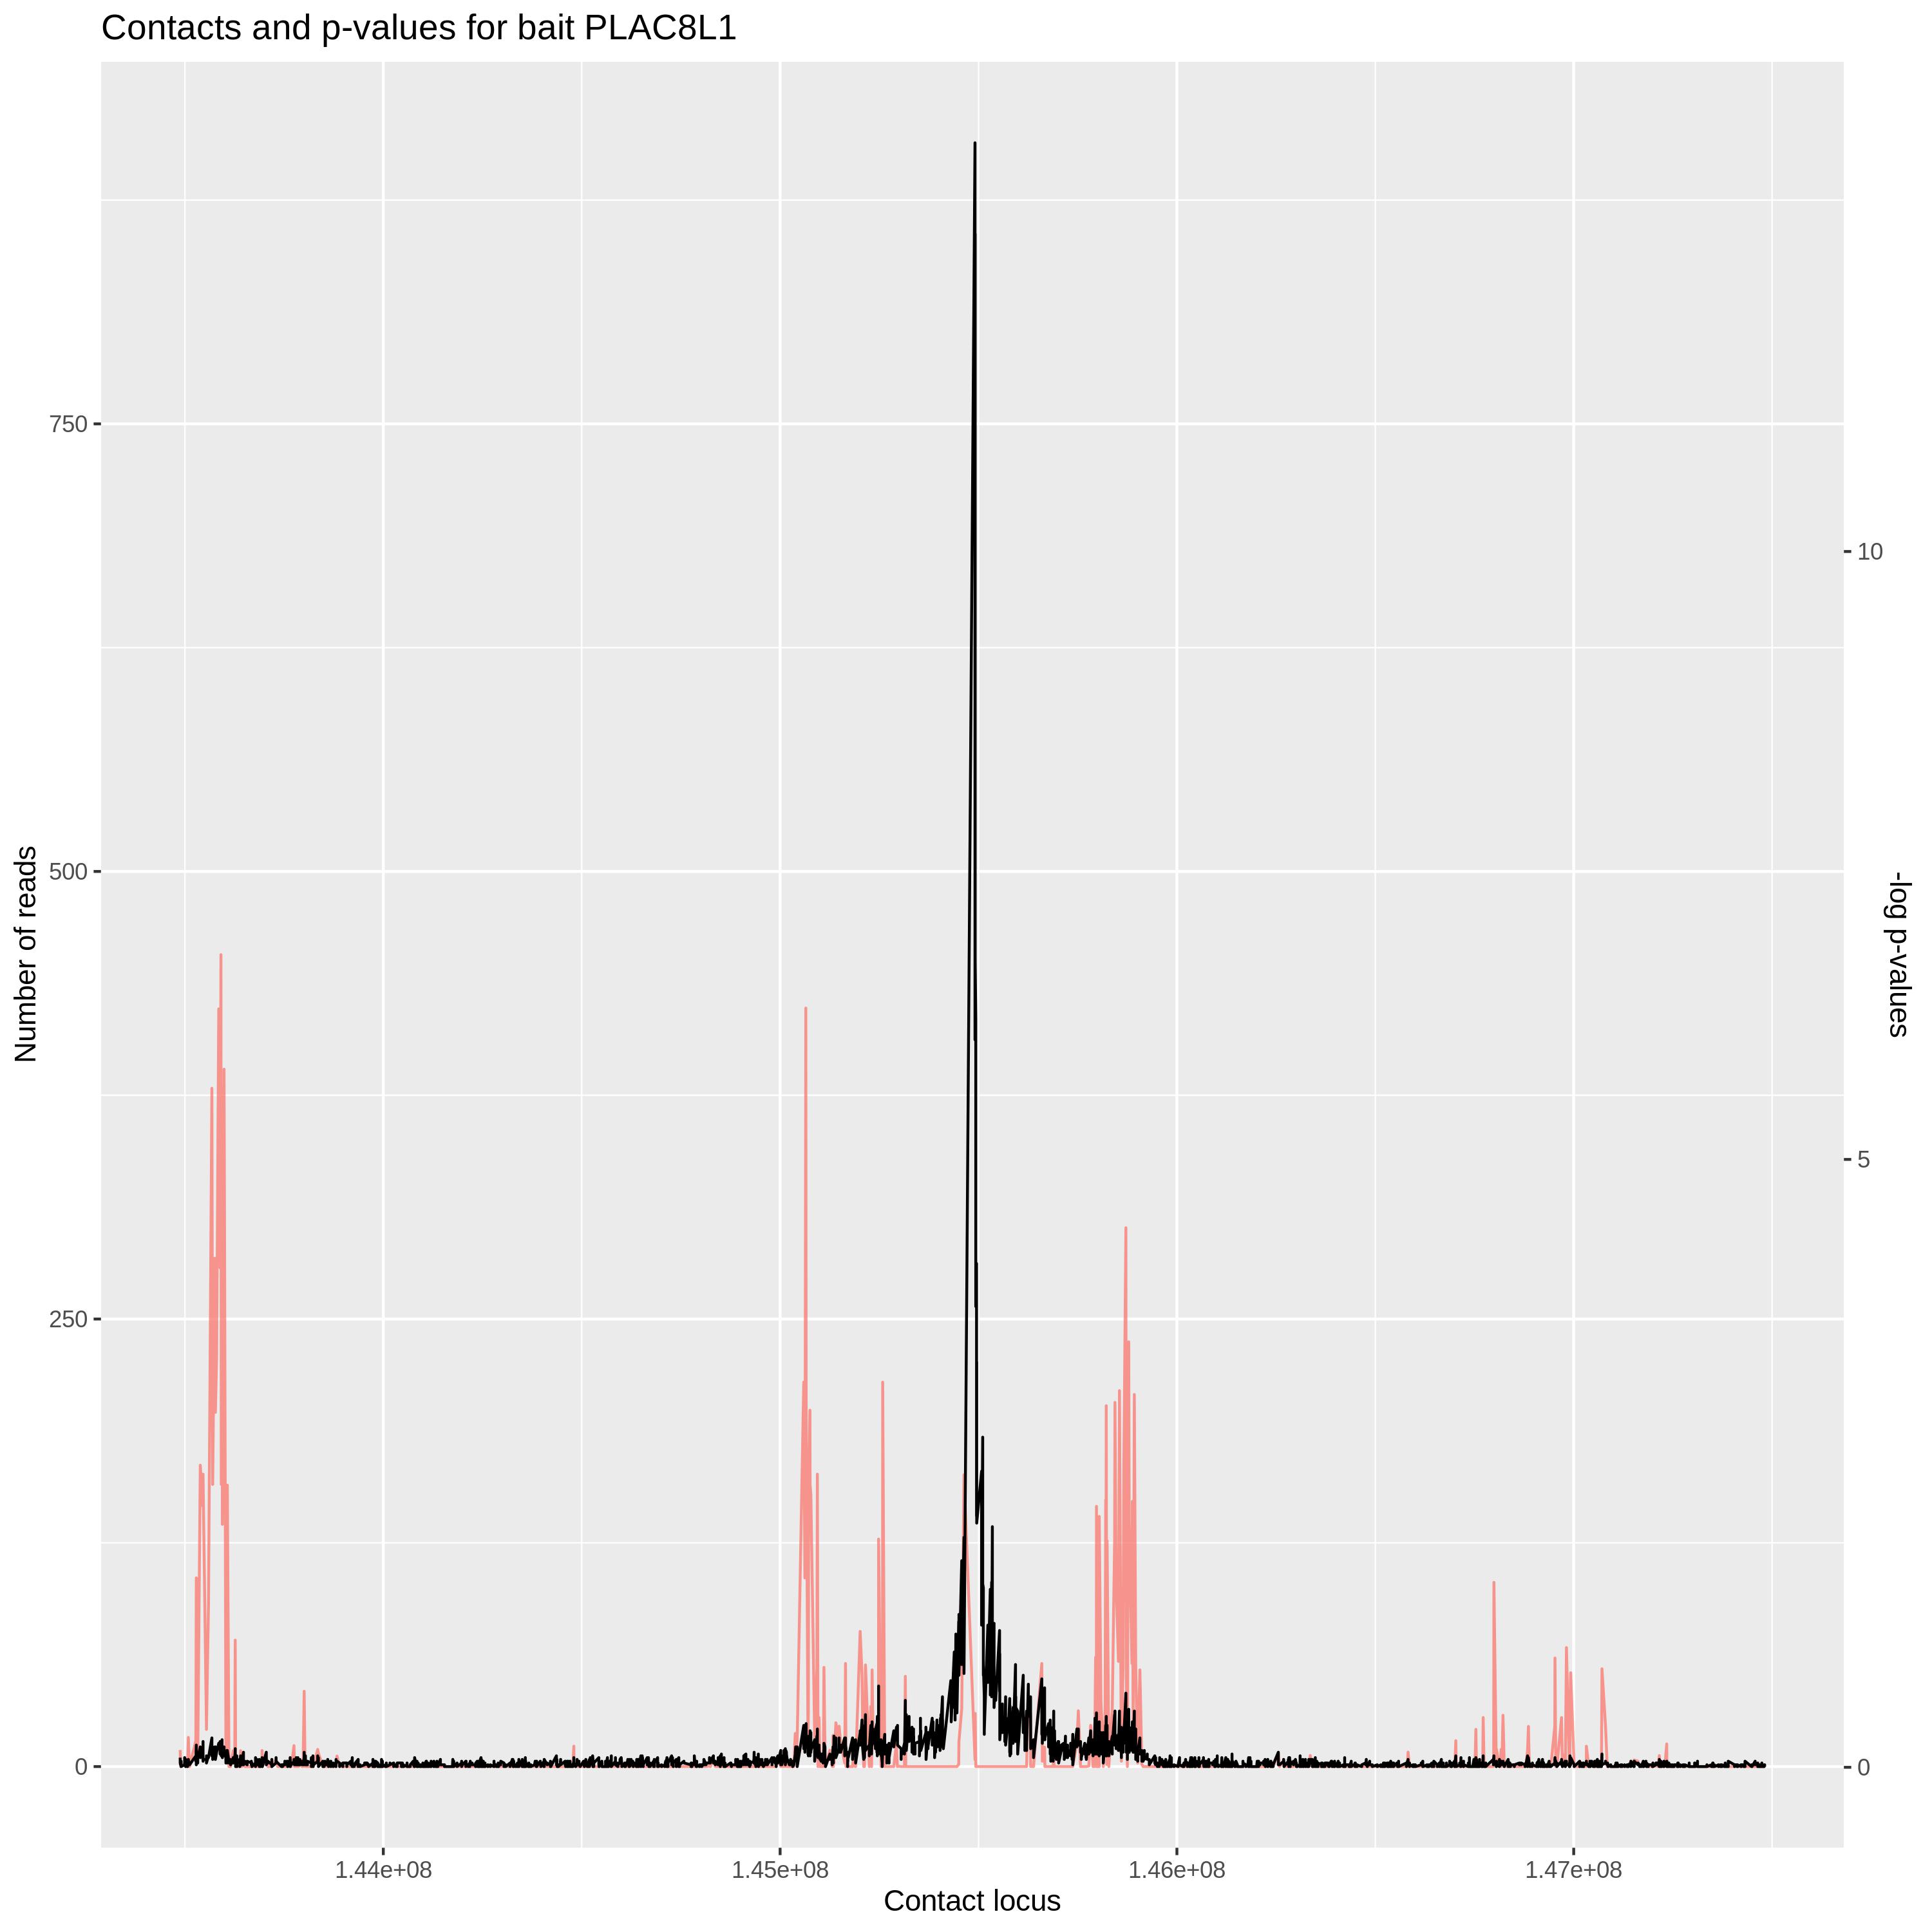 Contacts and p-values for bait PLAC8L1
750
500
250
0
10
5
0
Number of reads
-log p-values
1.44e+08 1.45e+08 1.46e+08 1.47e+08
Contact locus